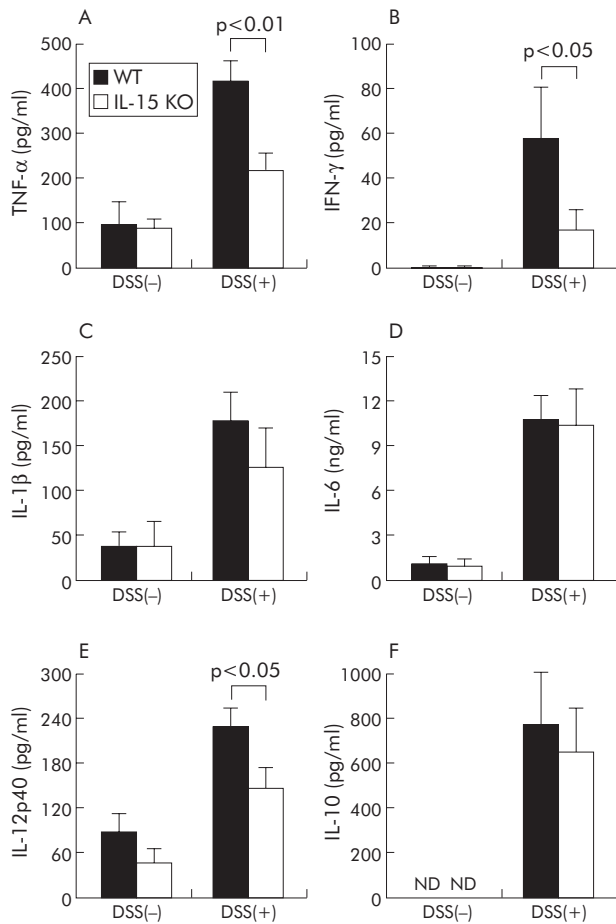 A
p<0.01
500
400
300
200
100
0
TNF-α (pg/ml)
WT
IL-15 KO
DSS(–)
DSS(+)
B
p<0.05
100
80
60
40
20
0
IFN-γ (pg/ml)
DSS(–)
DSS(+)
C
250
200
150
100
50
0
IL-1β (pg/ml)
DSS(–)
DSS(+)
D
15
12
9
6
3
0
IL-6 (ng/ml)
DSS(–)
DSS(+)
E
p<0.05
300
240
180
120
60
0
IL-12p40 (pg/ml)
DSS(–)
DSS(+)
F
1000
800
600
400
200
0
IL-10 (pg/ml)
ND ND
DSS(–)
DSS(+)